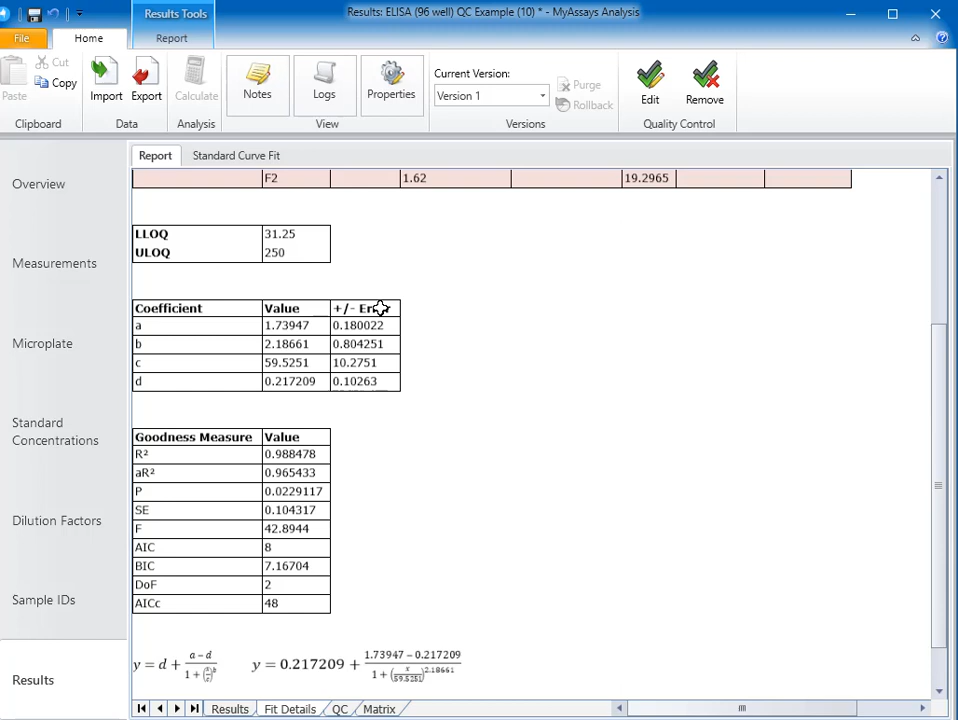 Results Tools
Results: ELISA (96 well) QC Example (10) * - MyAssays Analysis
File
Home
Report
Paste
Cut
Copy
Import
Export
Calculate
Notes
Logs
Properties
Current Version:
Version 1
Purge
Rollback
Edit
Remove
Clipboard
Data
Analysis
View
Versions
Quality Control
Overview
Measurements
Microplate
Standard
Concentrations
Dilution Factors
Sample IDs
Results
Report
Standard Curve Fit
F2 1.62 19.2965
LLOQ 31.25
ULOQ 250
Coefficient Value +/- Error
a 1.73947 0.180022
b 2.18661 0.804251
c 59.5251 10.2751
d 0.217209 0.10263
Goodness Measure Value
R² 0.988478
aR² 0.965433
P 0.0229117
SE 0.104317
F 42.8944
AIC 8
BIC 7.16704
DoF 2
AICc 48
y = d + (a − d) / (1 + (x/c)^b) y = 0.217209 + (1.73947 − 0.217209) / (1 + (x/59.5251)^2.18661)
Results
Fit Details
QC
Matrix